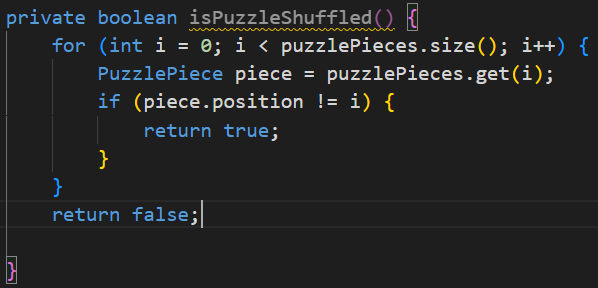 private boolean isPuzzleShuffled() {
    for (int i = 0; i < puzzlePieces.size(); i++) {
        PuzzlePiece piece = puzzlePieces.get(i);
        if (piece.position != i) {
            return true;
        }
    }
    return false;
}